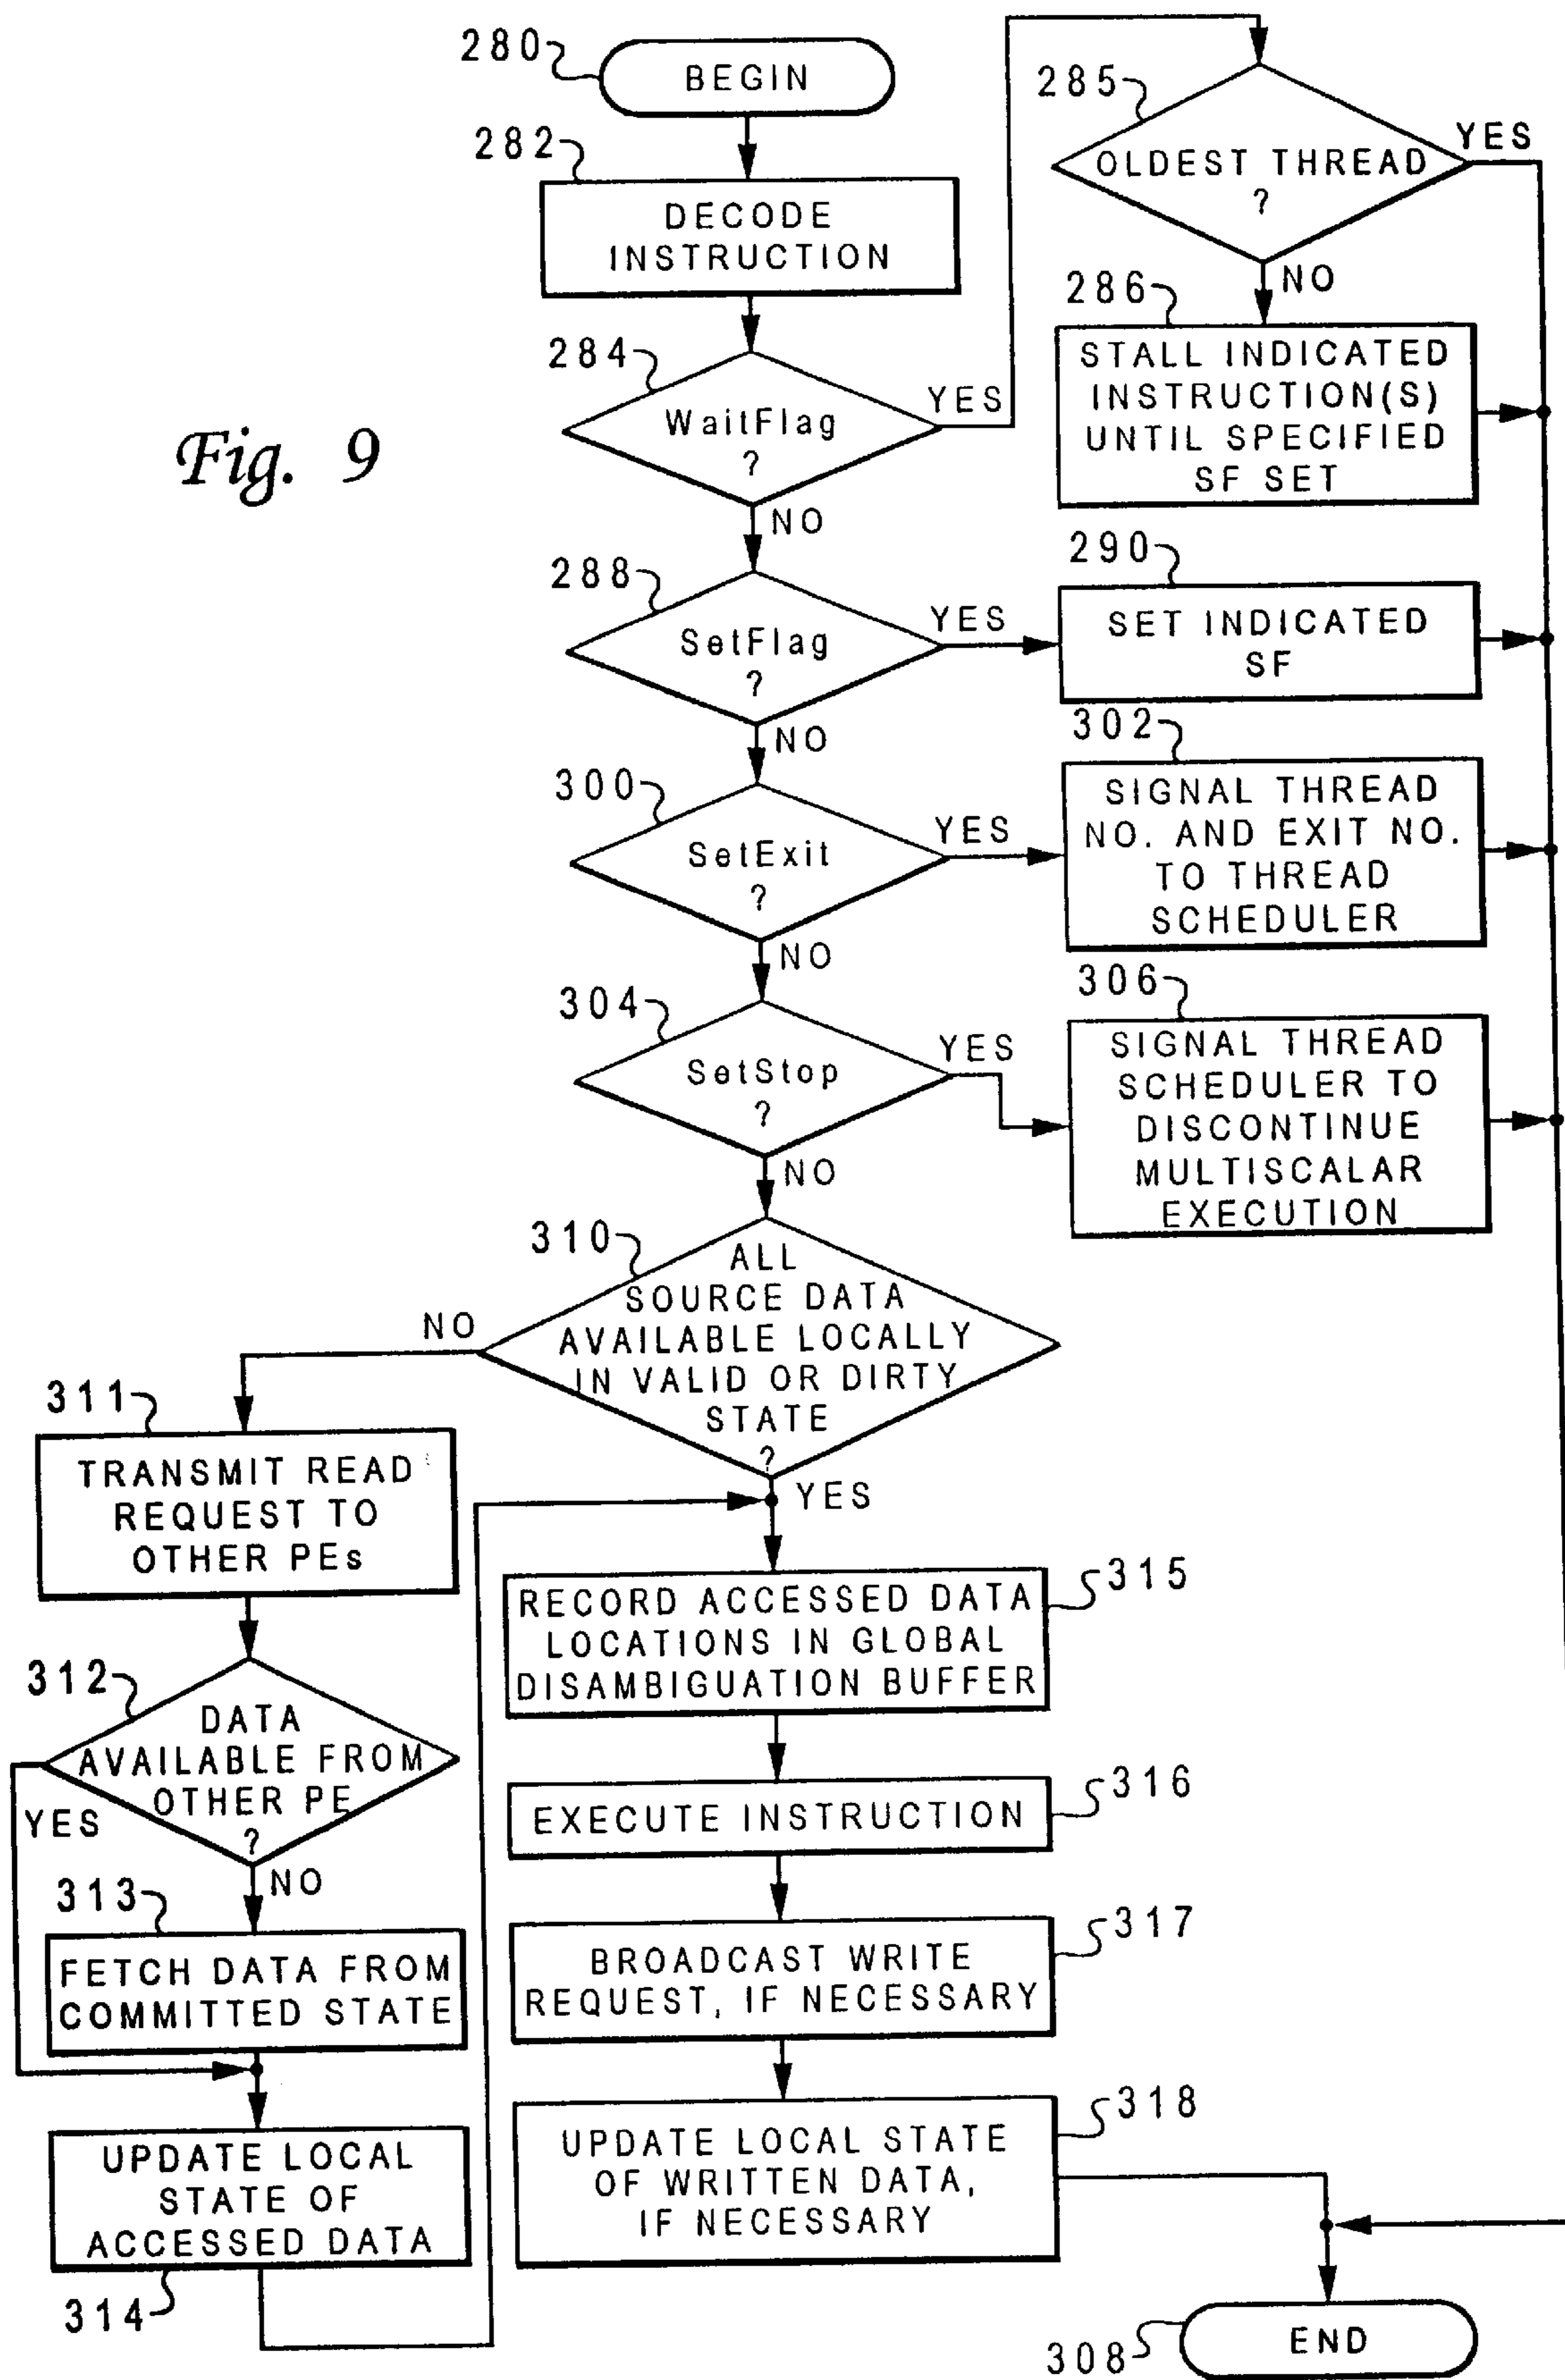 280
BEGIN
282
DECODE
INSTRUCTION
284
WaitFlag
?
YES
NO
285
OLDEST THREAD
?
YES
NO
286
STALL INDICATED
INSTRUCTION(S)
UNTIL SPECIFIED
SF SET
Fig. 9
288
SetFlag
?
YES
NO
290
SET INDICATED
SF
300
SetExit
?
YES
NO
302
SIGNAL THREAD
NO. AND EXIT NO.
TO THREAD
SCHEDULER
304
SetStop
?
YES
NO
306
SIGNAL THREAD
SCHEDULER TO
DISCONTINUE
MULTISCALAR
EXECUTION
310
ALL
SOURCE DATA
AVAILABLE LOCALLY
IN VALID OR DIRTY
STATE
?
NO
YES
311
TRANSMIT READ
REQUEST TO
OTHER PEs
312
DATA
AVAILABLE FROM
OTHER PE
?
YES
NO
313
FETCH DATA FROM
COMMITTED STATE
UPDATE LOCAL
STATE OF
ACCESSED DATA
314
315
RECORD ACCESSED DATA
LOCATIONS IN GLOBAL
DISAMBIGUATION BUFFER
316
EXECUTE INSTRUCTION
317
BROADCAST WRITE
REQUEST, IF NECESSARY
318
UPDATE LOCAL STATE
OF WRITTEN DATA,
IF NECESSARY
308
END